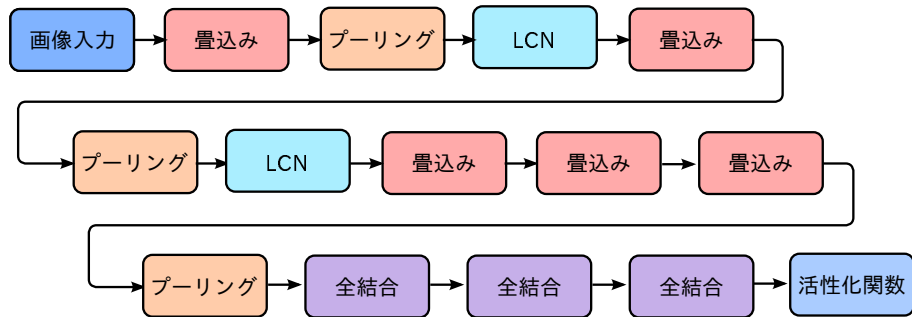 画像入力
畳込み
プーリング
LCN
畳込み
プーリング
LCN
畳込み
畳込み
畳込み
プーリング
全結合
全結合
全結合
活性化関数